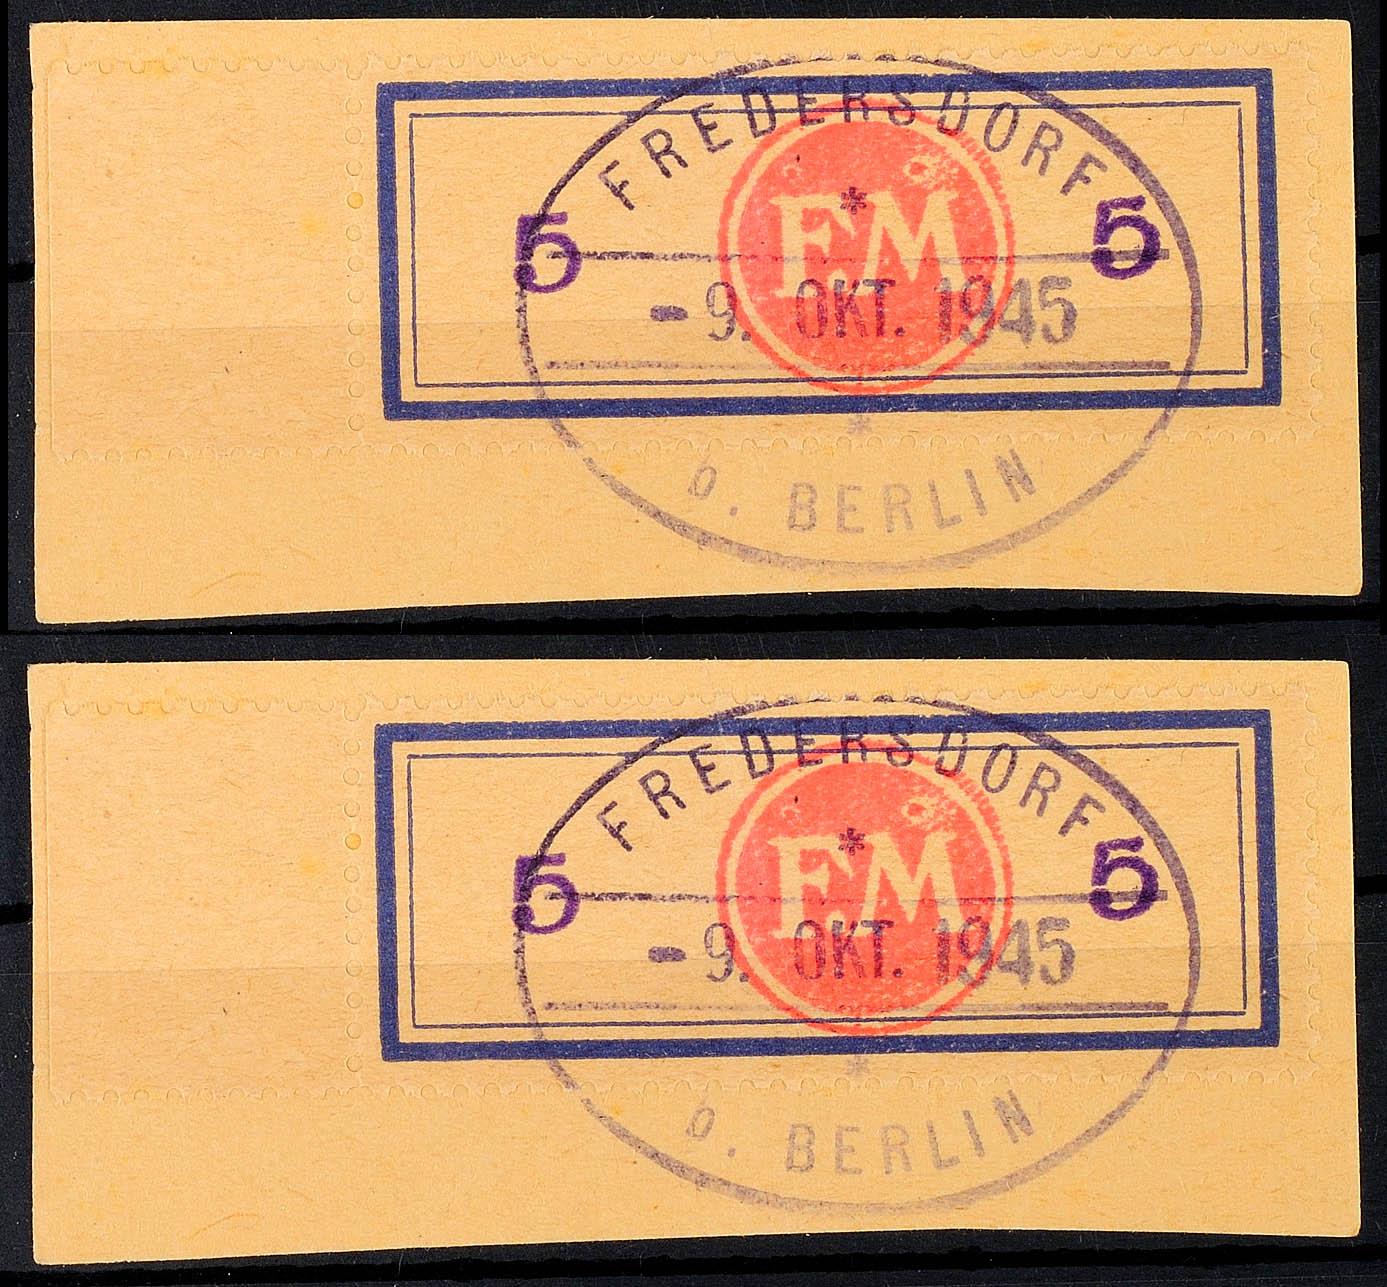 FREDERSDORF
5 F.M 5
- 9. OKT. 1945
b. BERLIN
FREDERSDORF
5 F.M 5
- 9. OKT. 1945
b. BERLIN